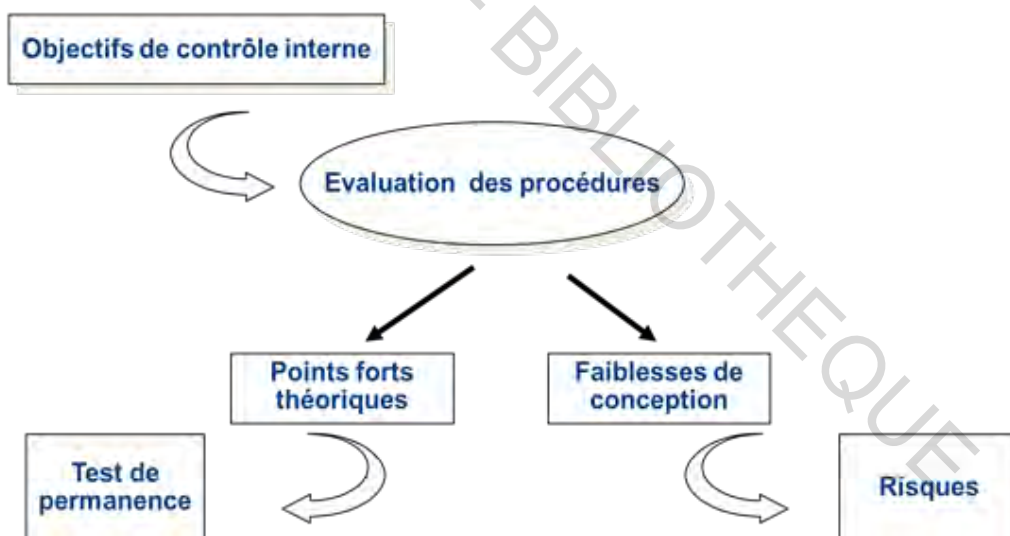 Objectifs de contrôle interne
Evaluation des procédures
Points forts
théoriques
Faiblesses de
conception
Test de
permanence
Risques
BIBLIOTHEQUE